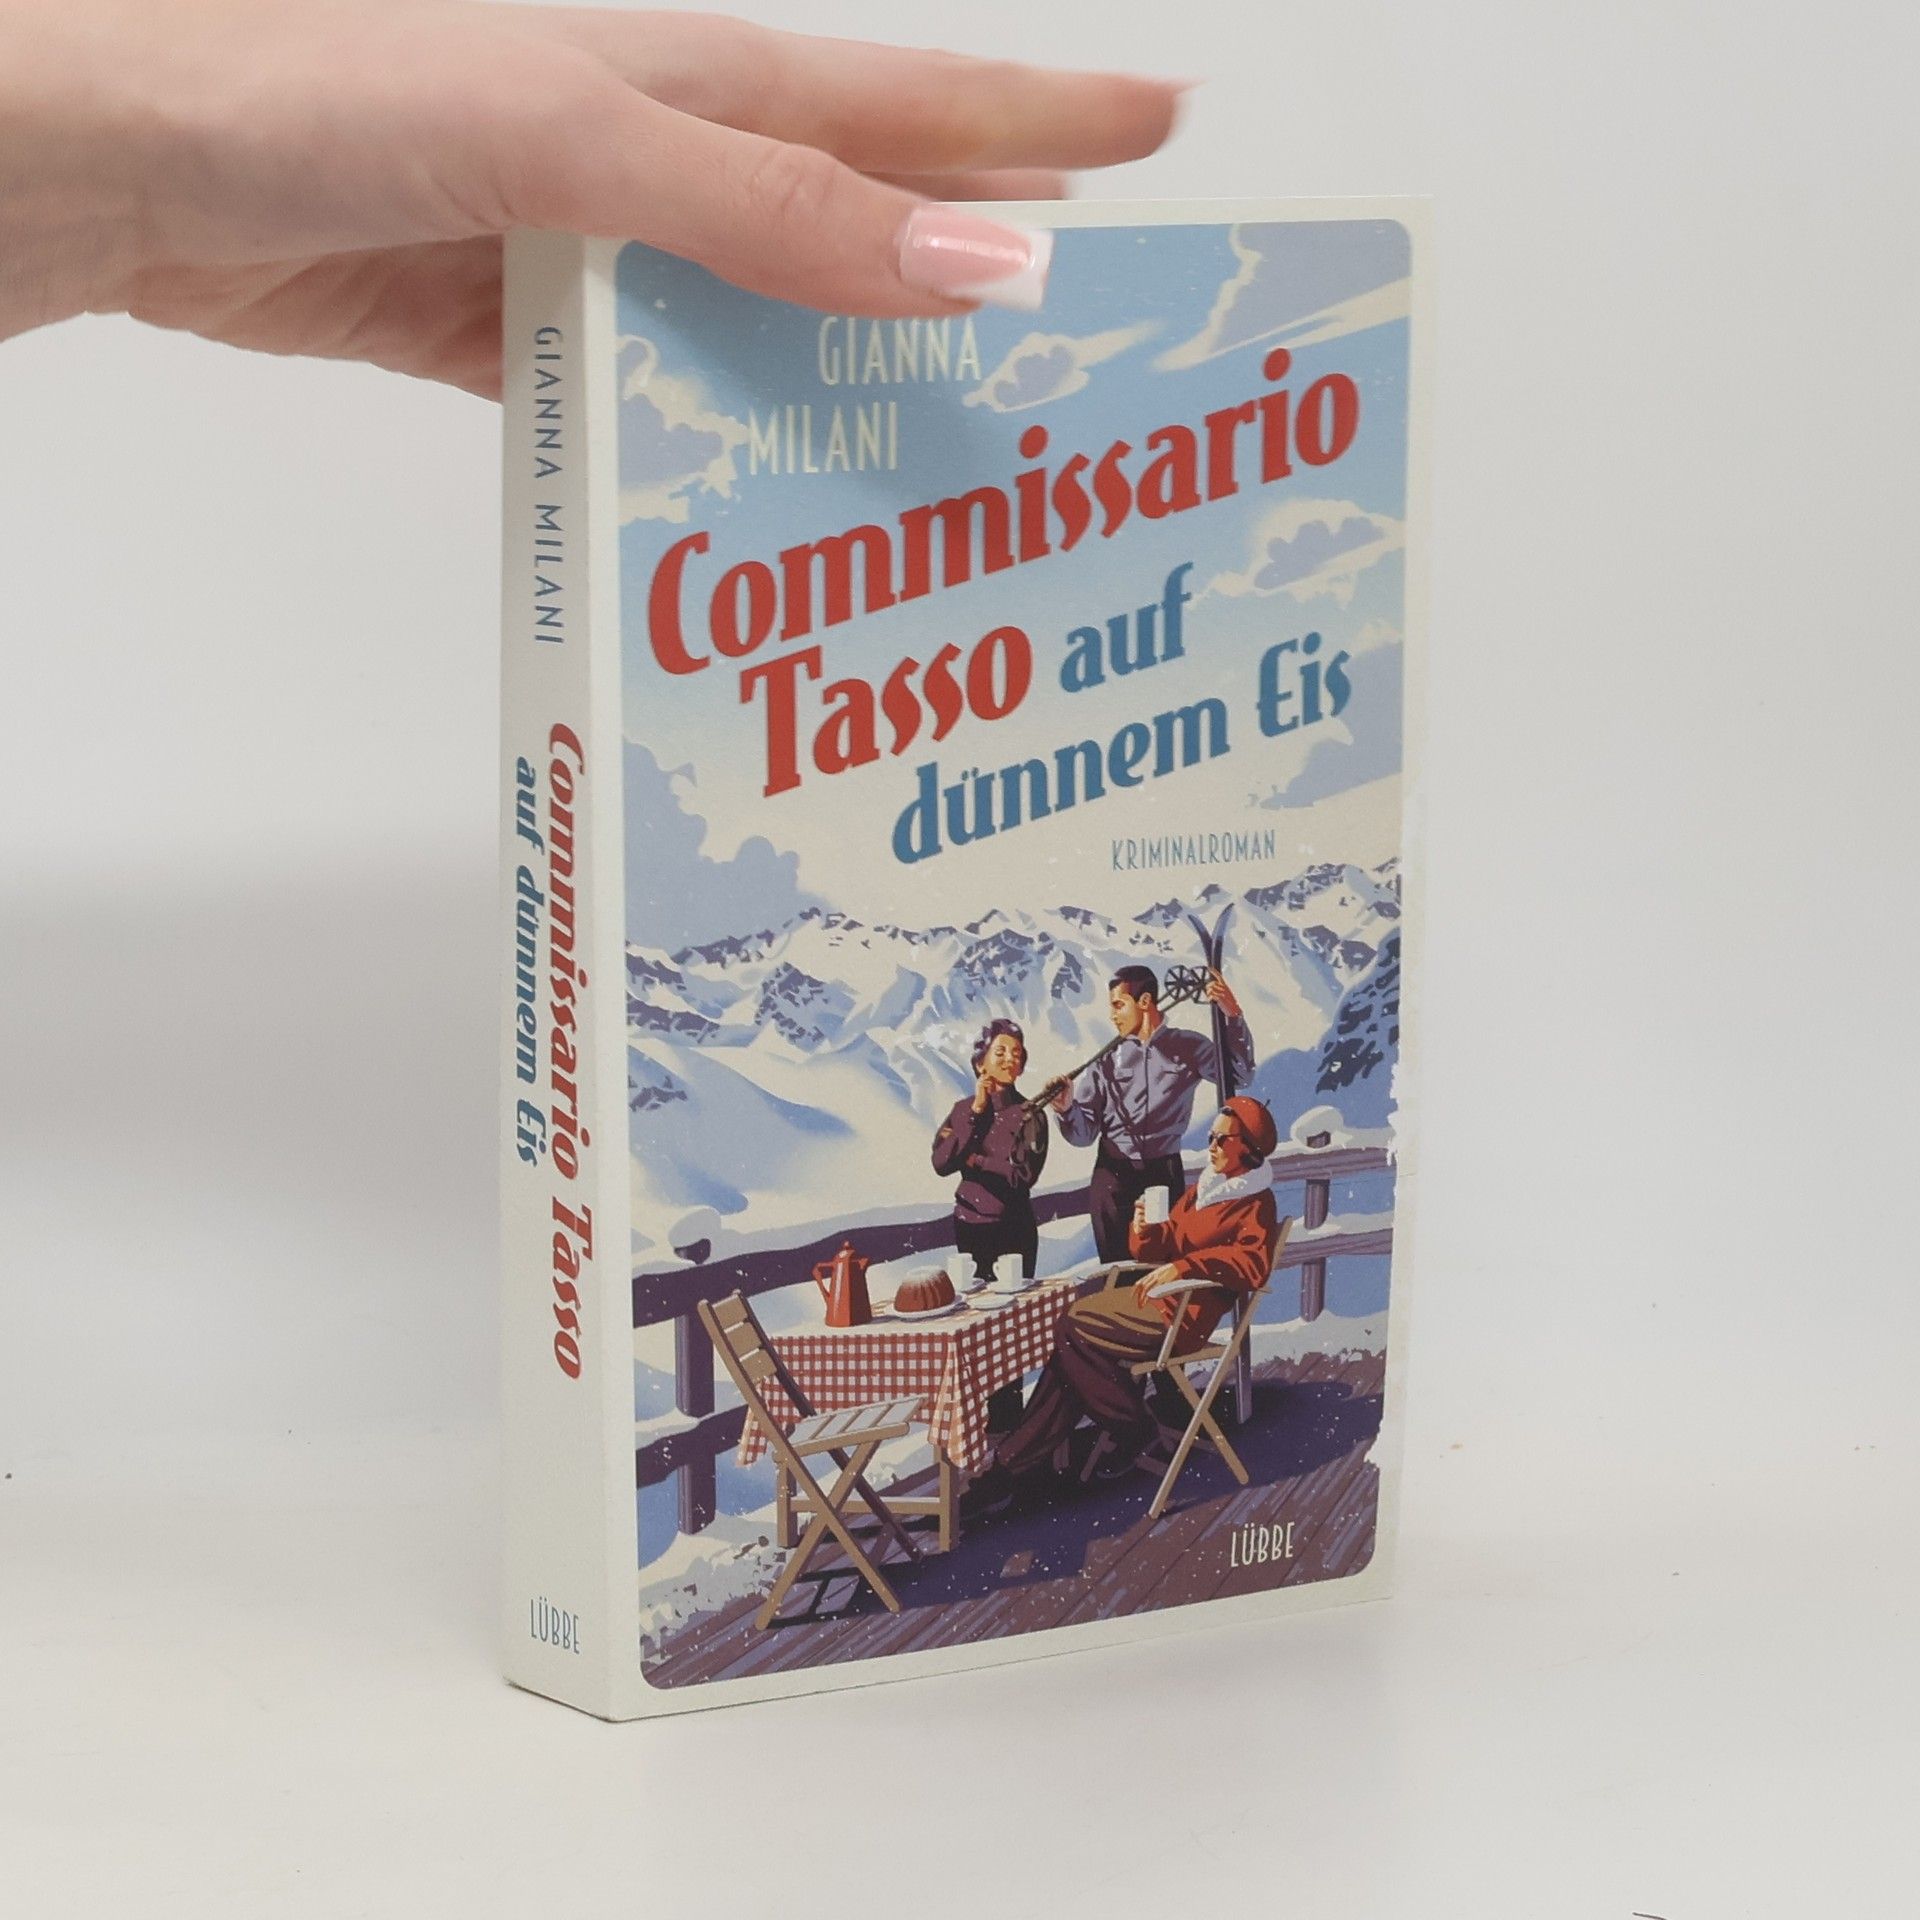 GIANNA MILANI
Commissario Tasso
auf dünnem Eis
LÜBBE
GIANNA
MILANI
Commissario
Tasso auf
dünnem Eis
KRIMINALROMAN
LÜBBE